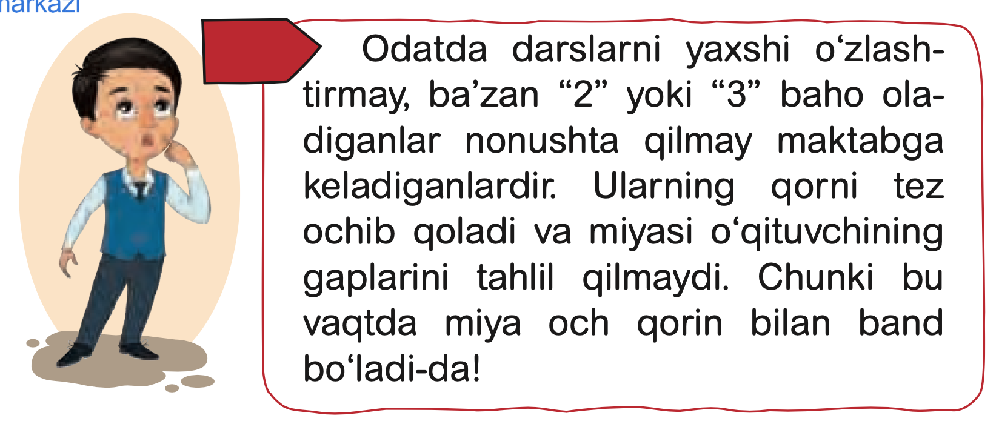 Odatda darslarni yaxshi o‘zlash-
tirmay, ba’zan “2” yoki “3” baho ola-
diganlar nonushta qilmay maktabga
keladiganlardir. Ularning qorni tez
ochib qoladi va miyasi o‘qituvchining
gaplarini tahlil qilmaydi. Chunki bu
vaqtda miya och qorin bilan band
bo‘ladi-da!